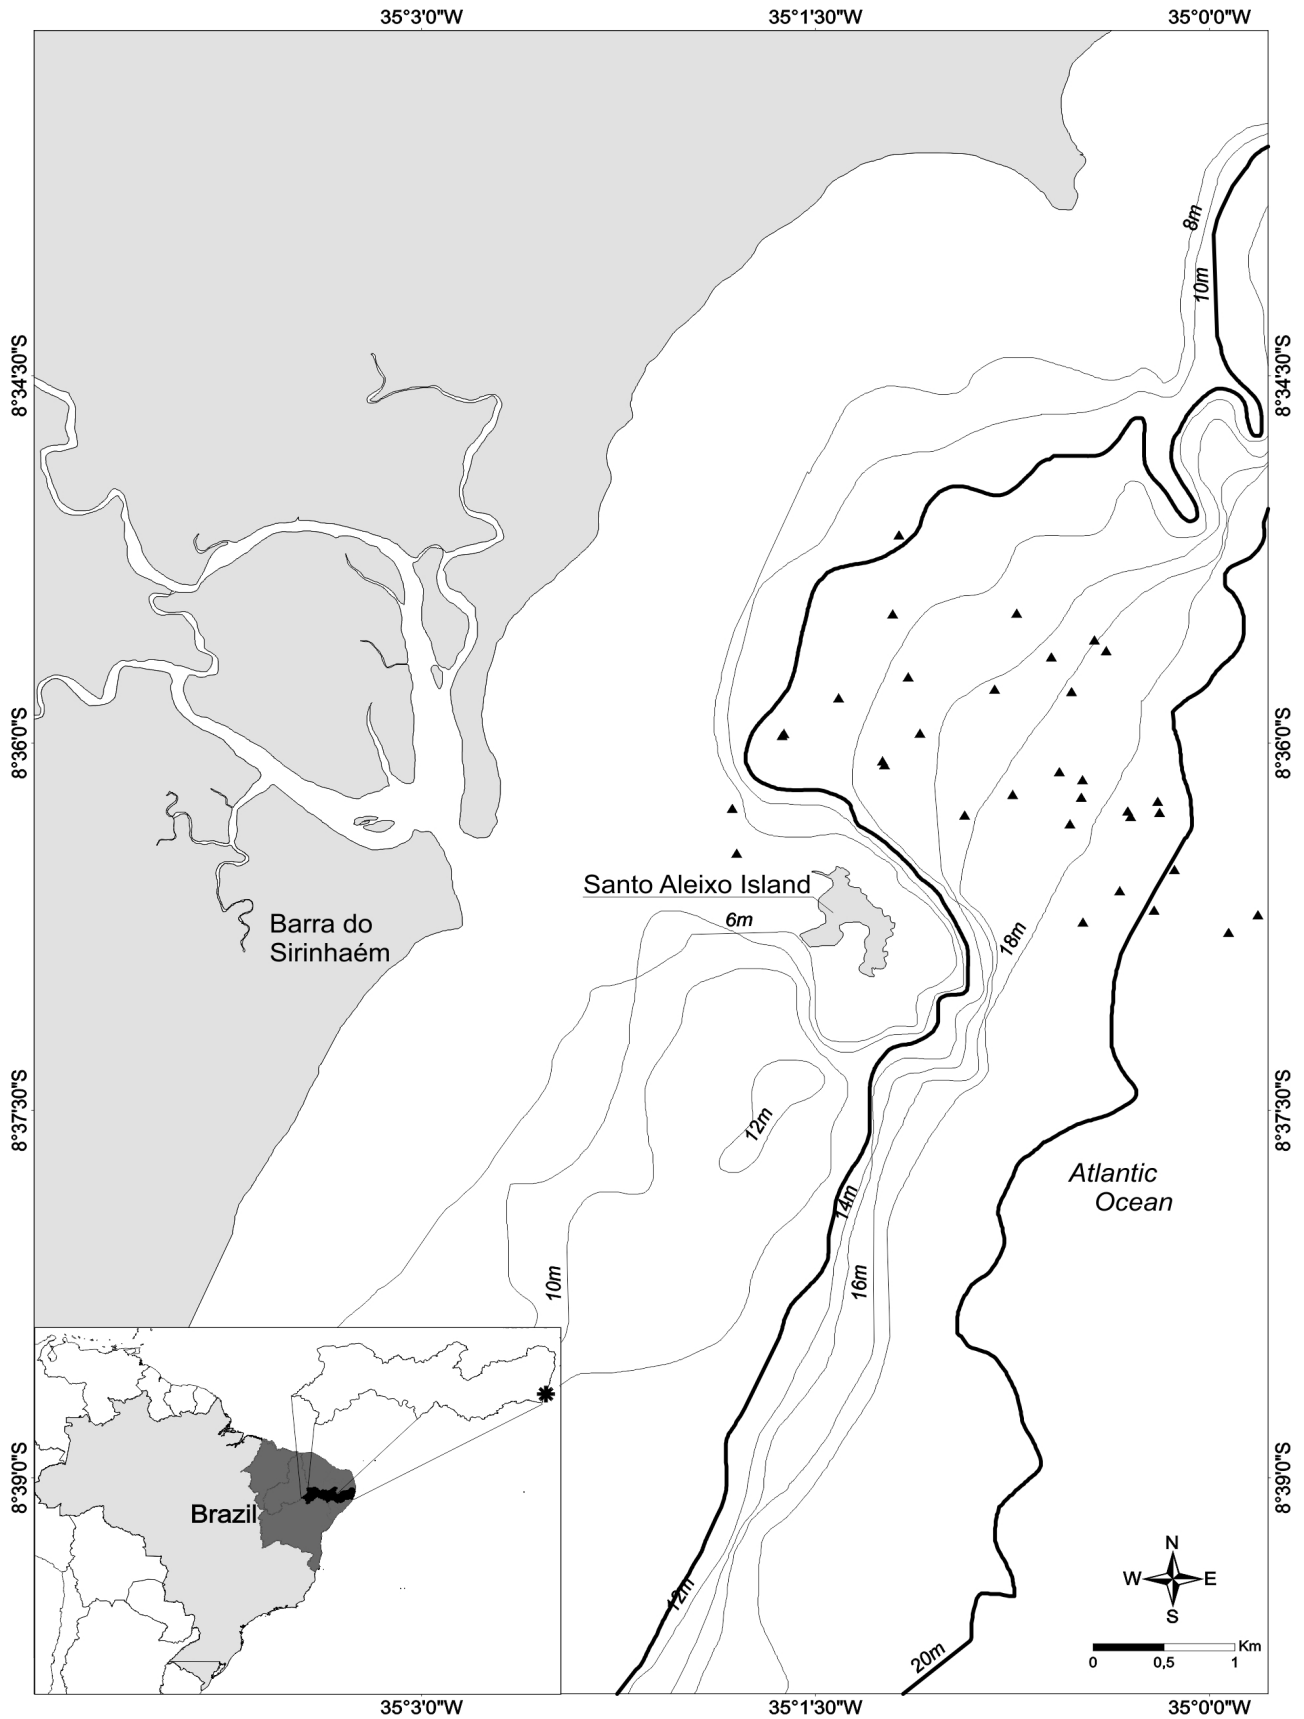 35°3'0"W
35°1'30"W
35°0'0"W
8m
10m
8°34'30"S
8°34'30"S
8°36'0"S
8°36'0"S
Santo Aleixo Island
6m
18m
Barra do
Sirinhaém
8°37'30"S
8°37'30"S
12m
Atlantic
Ocean
14m
16m
10m
8°39'0"S
8°39'0"S
Brazil
N
W
E
S
12m
20m
Km
0
0,5
1
35°3'0"W
35°1'30"W
35°0'0"W